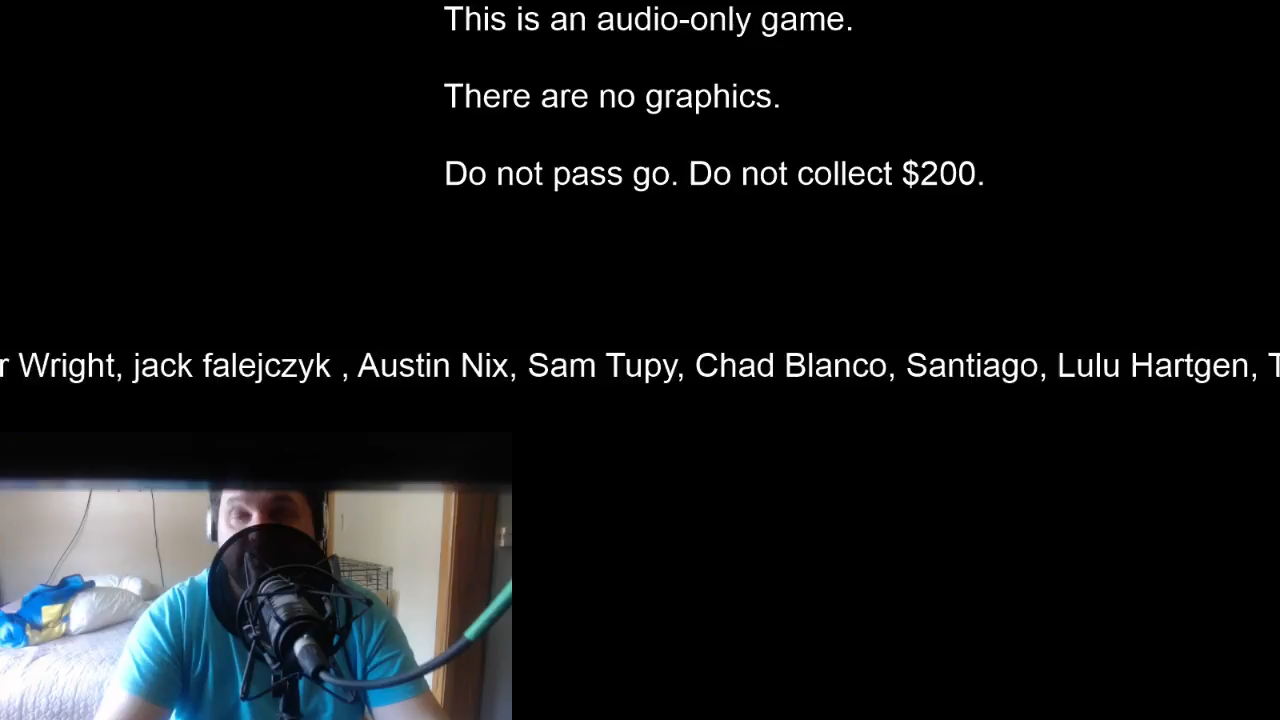 This is an audio-only game.
There are no graphics.
Do not pass go. Do not collect $200.
r Wright, jack falejczyk , Austin Nix, Sam Tupy, Chad Blanco, Santiago, Lulu Hartgen, T